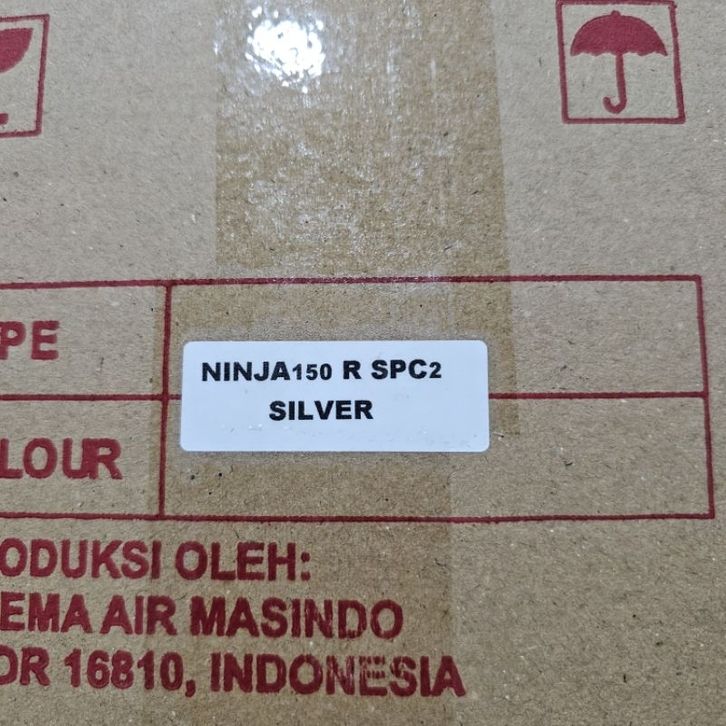 PE
NINJA150 R SPC2
SILVER
LOUR
ODUKSI OLEH:
EMA AIR MASINDO
OR 16810, INDONESIA